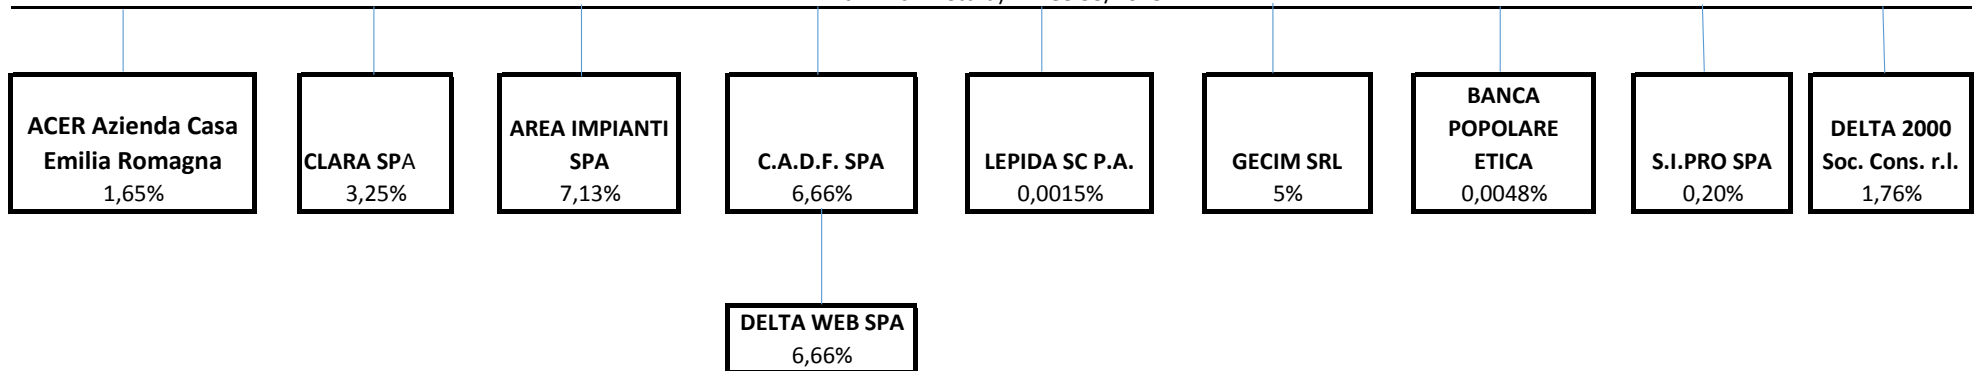 ACER Azienda Casa
Emilia Romagna
1,65%
CLARA SPA
3,25%
AREA IMPIANTI
SPA
7,13%
C.A.D.F. SPA
6,66%
LEPIDA SC P.A.
0,0015%
GECIM SRL
5%
BANCA
POPOLARE
ETICA
0,0048%
S.I.PRO SPA
0,20%
DELTA 2000
Soc. Cons. r.l.
1,76%
DELTA WEB SPA
6,66%